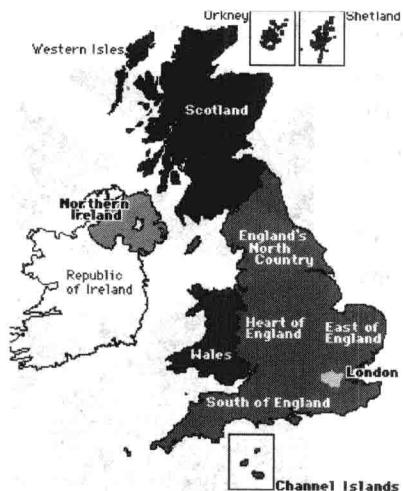 Orkney
Shetland
Western Isles
Scotland
Northern
Ireland
England's
North
Country
Republic
of Ireland
Heart of
England
East of
England
Wales
London
South of England
Channel Islands